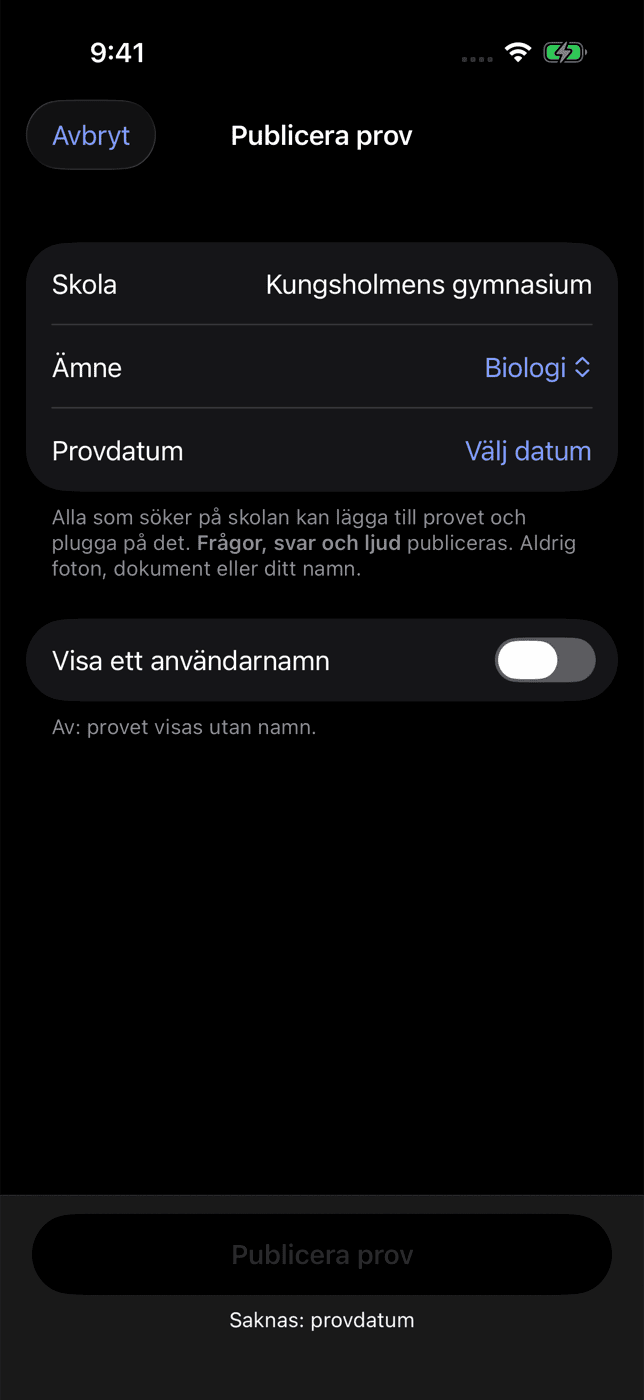 9:41
Avbryt
Publicera prov
Skola
Kungsholmens gymnasium
Ämne
Biologi
Provdatum
Välj datum
Alla som söker på skolan kan lägga till provet och
plugga på det. Frågor, svar och ljud publiceras. Aldrig
foton, dokument eller ditt namn.
Visa ett användarnamn
Av: provet visas utan namn.
Publicera prov
Saknas: provdatum